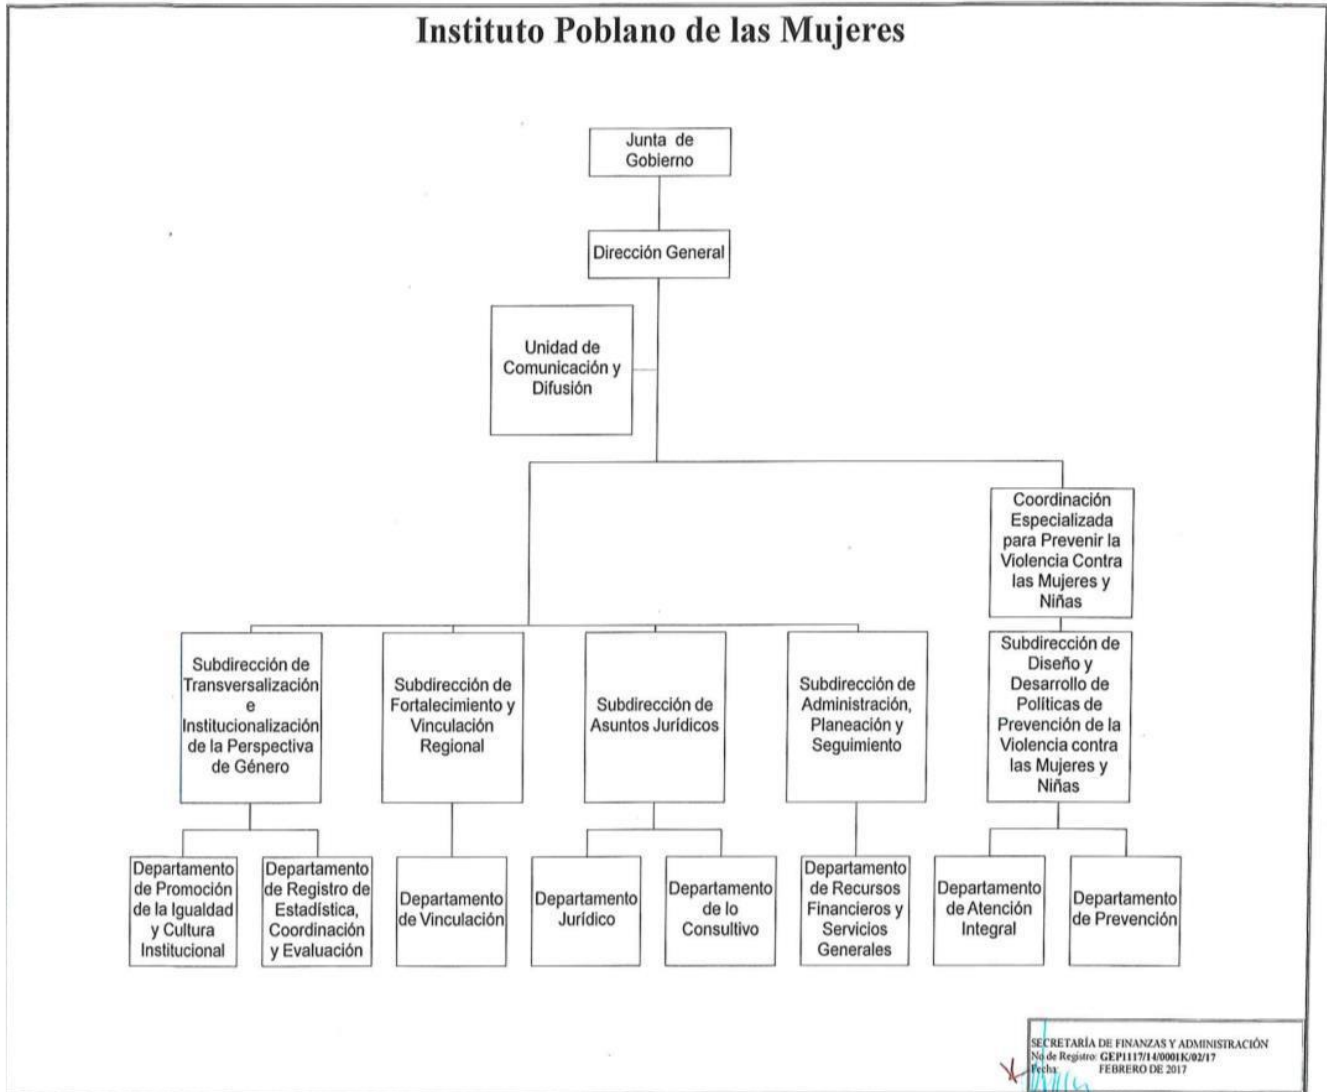 Instituto Poblano de las Mujeres
Junta de
Gobierno
Dirección General
Unidad de
Comunicación y
Difusión
Coordinación
Especializada
para Prevenir la
Violencia Contra
las Mujeres y
Niñas
Subdirección de
Transversalización
e
Institucionalización
de la Perspectiva
de Género
Subdirección de
Fortalecimiento y
Vinculación
Regional
Subdirección de
Asuntos Jurídicos
Subdirección de
Administración,
Planeación y
Seguimiento
Subdirección de
Diseño y
Desarrollo de
Políticas de
Prevención de la
Violencia contra
las Mujeres y
Niñas
Departamento
de Promoción
de la Igualdad
y Cultura
Institucional
Departamento
de Registro de
Estadística,
Coordinación
y Evaluación
Departamento
de Vinculación
Departamento
Jurídico
Departamento
de lo
Consultivo
Departamento
de Recursos
Financieros y
Servicios
Generales
Departamento
de Atención
Integral
Departamento
de Prevención
SECRETARÍA DE FINANZAS Y ADMINISTRACIÓN
No de Registro: GEP1117/14/0001K/02/17
Fecha: FEBRERO DE 2017